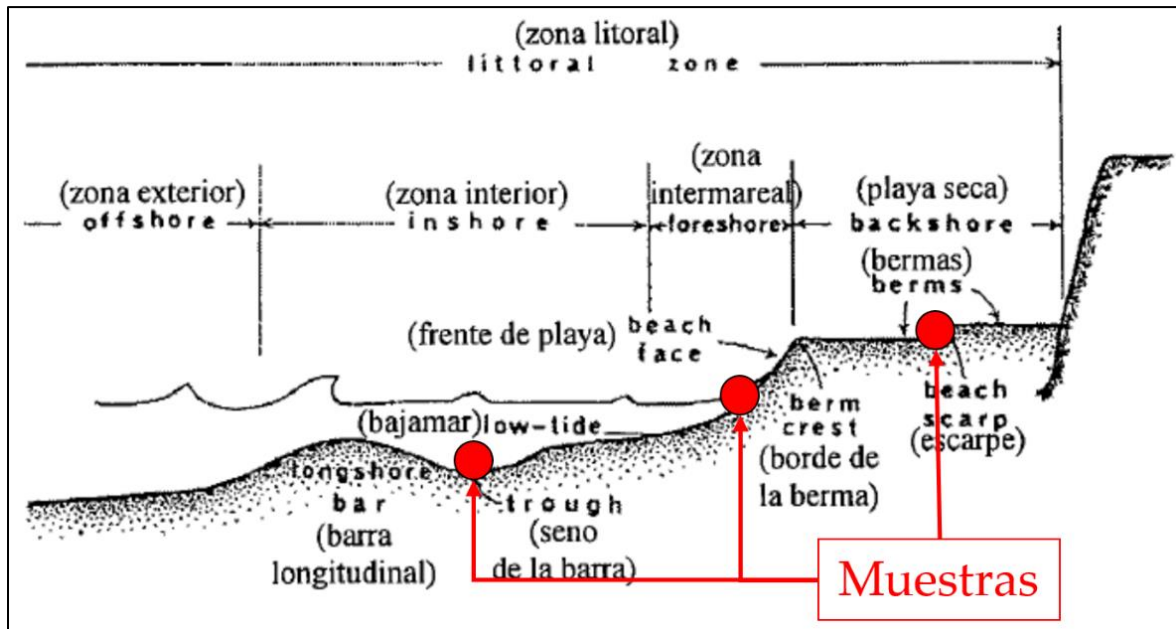 (zona litoral)
littoral zone
(zona exterior)
offshore
(zona interior)
inshore
(zona
intermareal)
foreshore
(playa seca)
backshore
(bermas)
berms
(frente de playa)
beach
face
(bajamar) low-tide
berm
crest
(borde de
la berma)
beach
scarp
(escarpe)
longshore
bar
(barra
longitudinal)
trough
(seno
de la barra)
Muestras